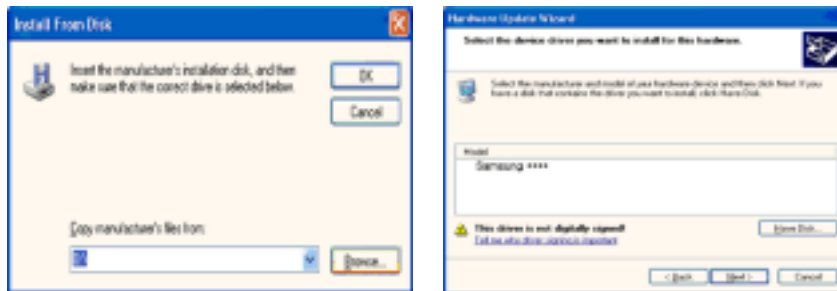 Install From Disk
Insert the manufacturer's installation disk, and then
make sure that the correct drive is selected below.
OK
Cancel
Copy manufacturer's files from:
Browse...
Hardware Update Wizard
Select the device driver you want to install for this hardware.
Select the manufacturer and model of your hardware device and then click Next. If you
have a disk that contains the driver you want to install, click Have Disk.
Model
Samsung ****
This driver is not digitally signed!
Tell me why driver signing is important
Have Disk...
< Back
Next >
Cancel